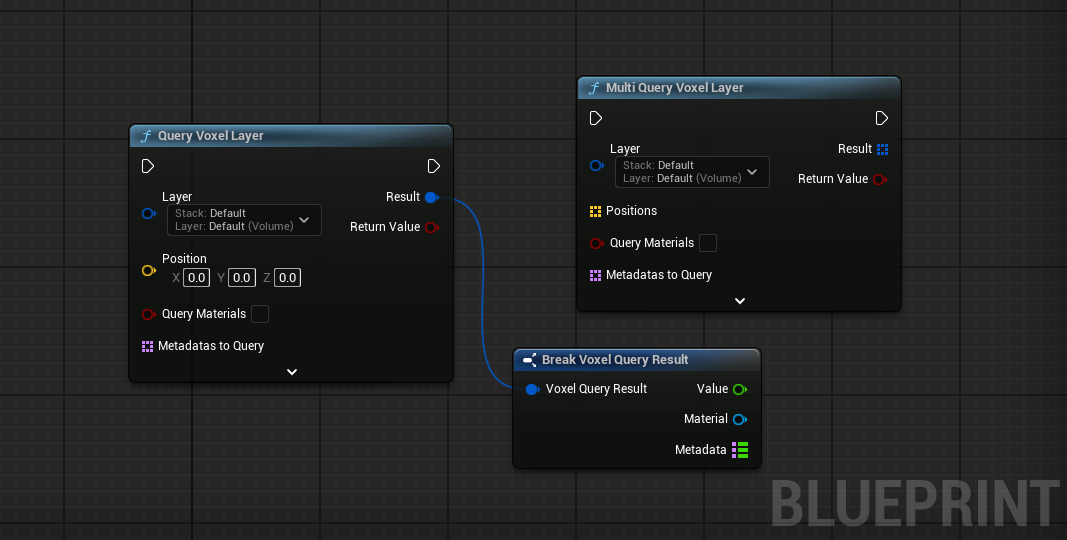 Query Voxel Layer
Layer
Stack: Default
Layer: Default (Volume)
Result
Return Value
Position
X 0.0 Y 0.0 Z 0.0
Query Materials
Metadatas to Query
Multi Query Voxel Layer
Layer
Stack: Default
Layer: Default (Volume)
Result
Return Value
Positions
Query Materials
Metadatas to Query
Break Voxel Query Result
Voxel Query Result
Value
Material
Metadata
BLUEPRINT